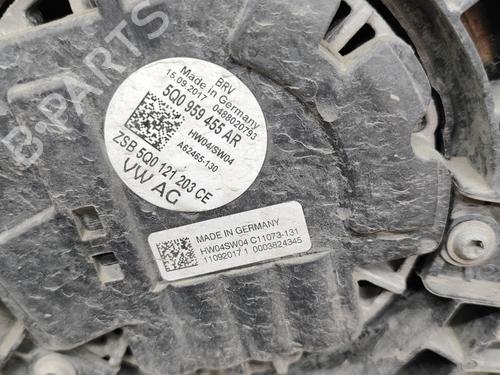 B-PARTS
BRV
Made in Germany
15.09.2017 0488020793
5Q0 959 455 AR
HW04/SW04
A62465-130
ZSB 5Q0 121 203 CE
VW AG
MADE IN GERMANY
HW04SW04 C11073-131
11092017 1 0003824345